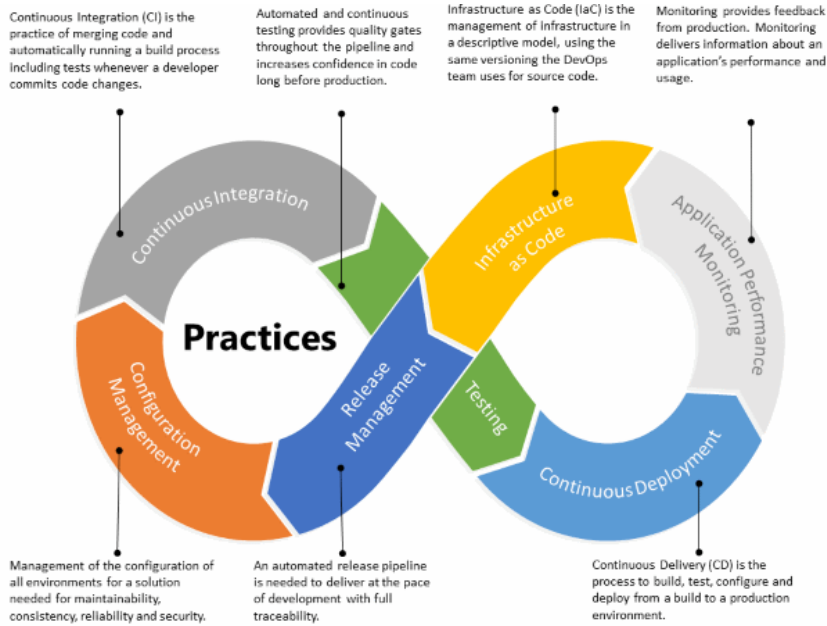 Continuous Integration (CI) is the
practice of merging code and
automatically running a build process
including tests whenever a developer
commits code changes.
Automated and continuous
testing provides quality gates
throughout the pipeline and
increases confidence in code
long before production.
Infrastructure as Code (IaC) is the
management of infrastructure in
a descriptive model, using the
same versioning the DevOps
team uses for source code.
Monitoring provides feedback
from production. Monitoring
delivers information about an
application's performance and
usage.
Continuous Integration
Infrastructure
as Code
Application Performance
Monitoring
Practices
Configuration
Management
Release
Management
Testing
Continuous Deployment
Management of the configuration of
all environments for a solution
needed for maintainability,
consistency, reliability and security.
An automated release pipeline
is needed to deliver at the pace
of development with full
traceability.
Continuous Delivery (CD) is the
process to build, test, configure and
deploy from a build to a production
environment.